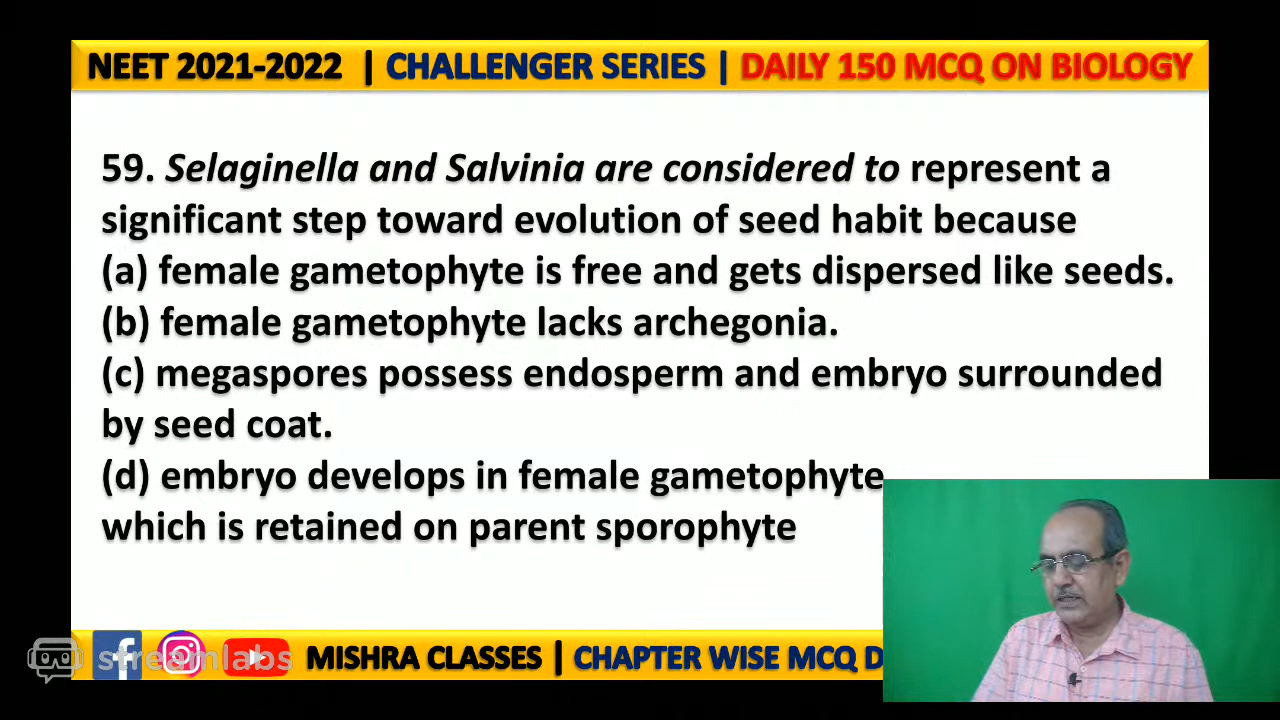 NEET 2021-2022 | CHALLENGER SERIES | DAILY 150 MCQ ON BIOLOGY
59. Selaginella and Salvinia are considered to represent a
significant step toward evolution of seed habit because
(a) female gametophyte is free and gets dispersed like seeds.
(b) female gametophyte lacks archegonia.
(c) megaspores possess endosperm and embryo surrounded
by seed coat.
(d) embryo develops in female gametophyte
which is retained on parent sporophyte
streamlabs
MISHRA CLASSES | CHAPTER WISE MCQ D